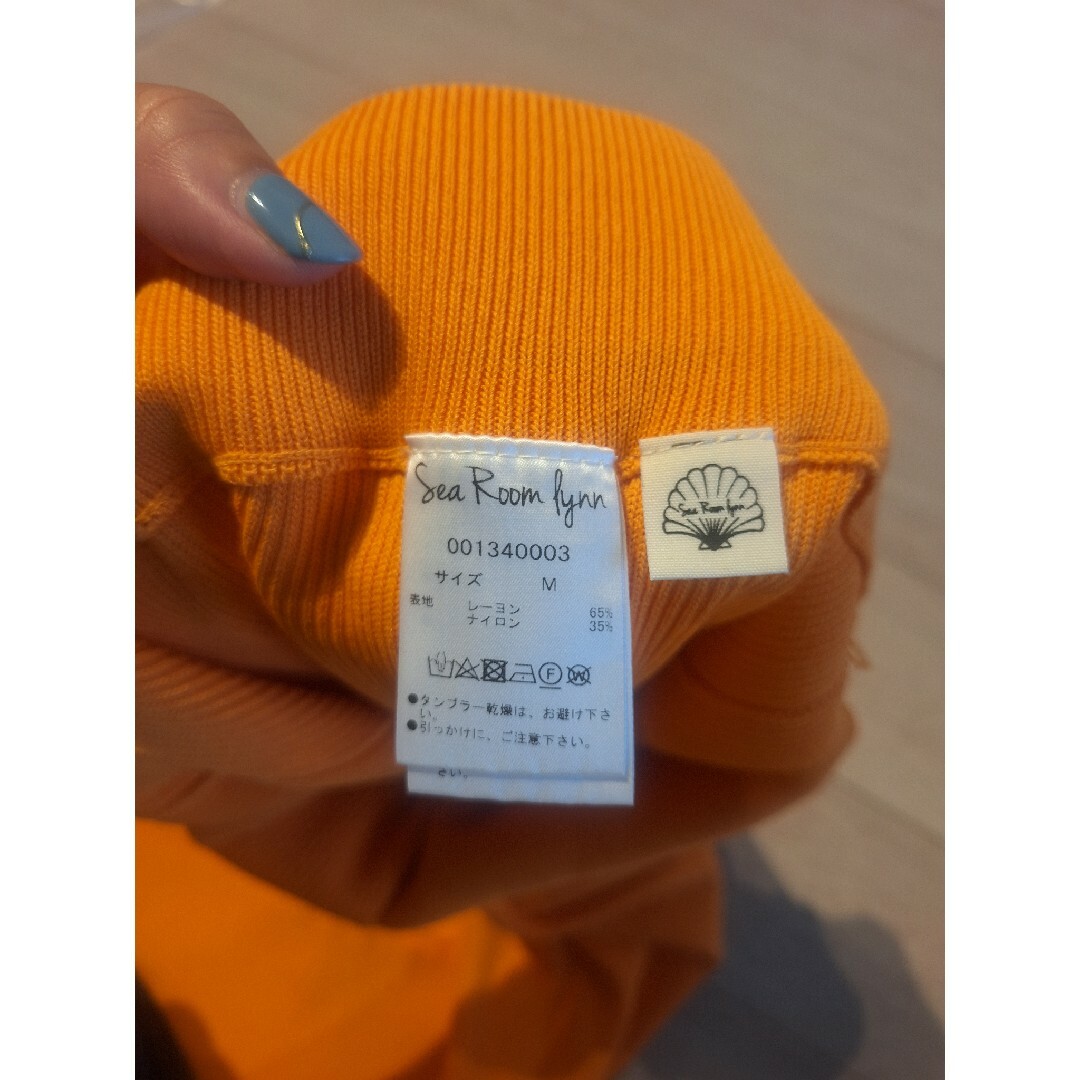 Sea Room lynn
001340003
サイズ M
表地 レーヨン 65%
ナイロン 35%
F W
●タンブラー乾燥は、お避け下さ
い。
●引っかけに、ご注意下さい。
さい。
Sea Room lynn